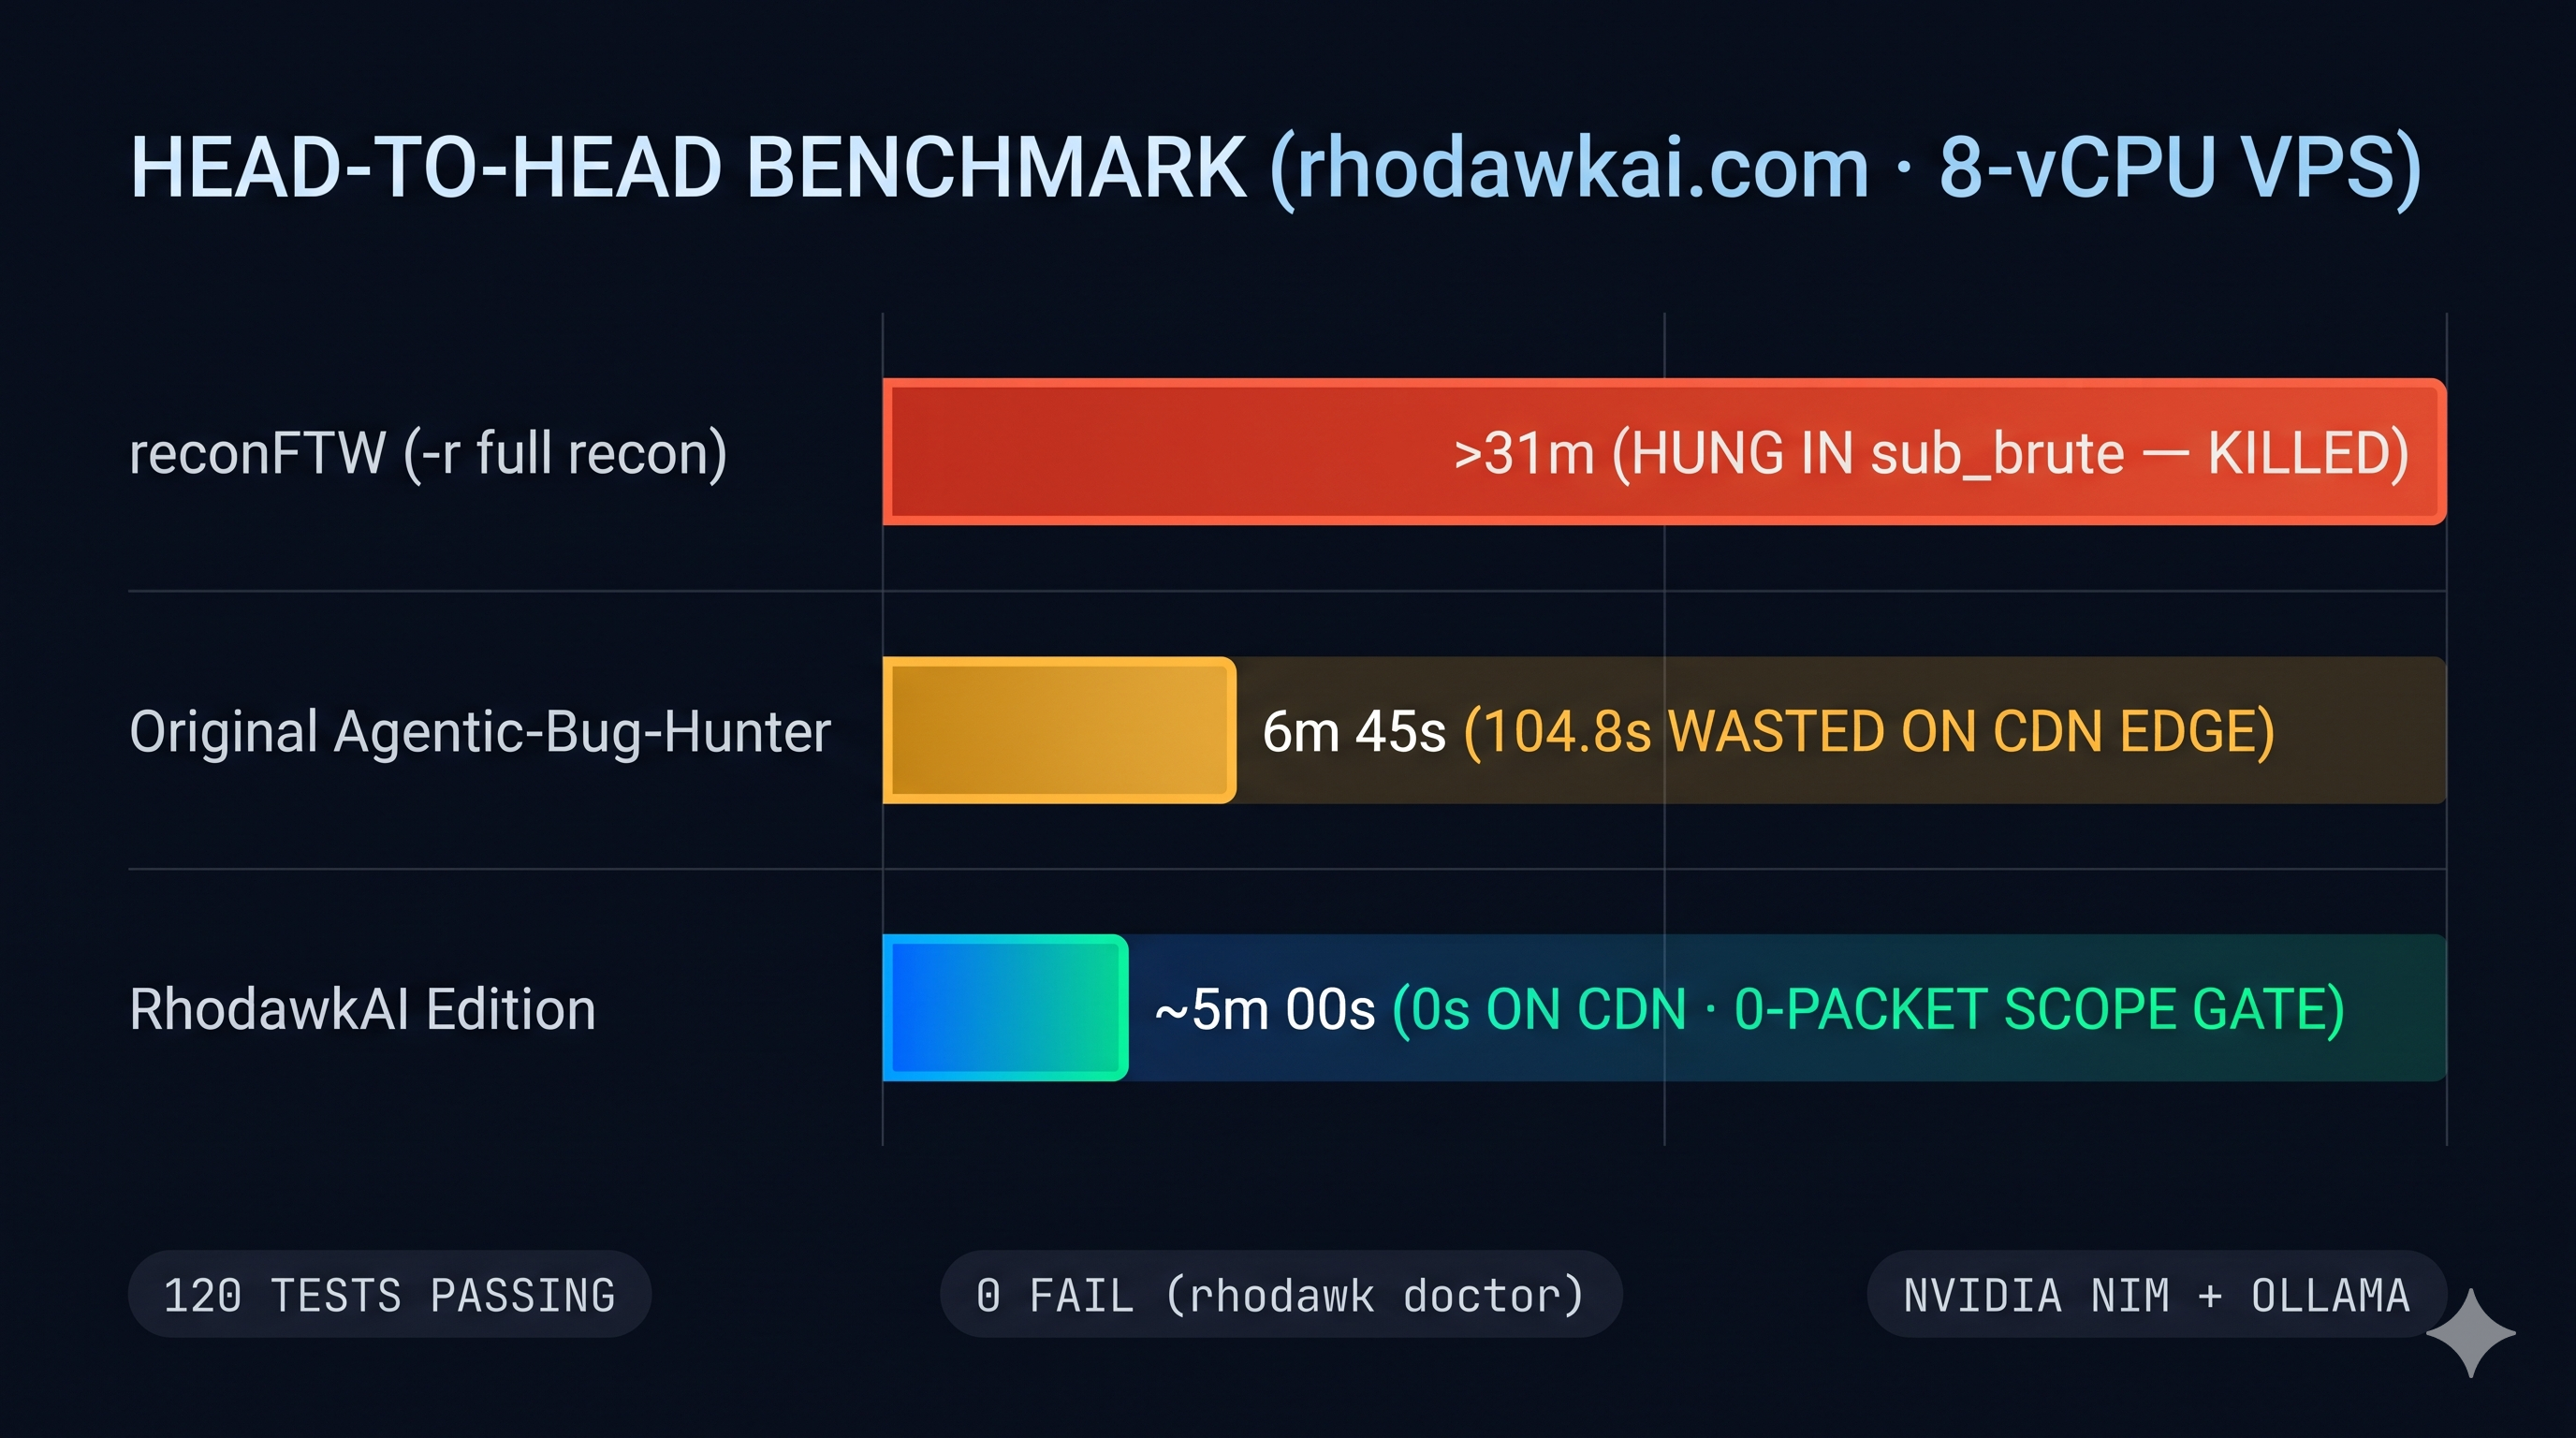 HEAD-TO-HEAD BENCHMARK (rhodawkai.com · 8-vCPU VPS)
reconFTW (-r full recon)
>31m (HUNG IN sub_brute — KILLED)
Original Agentic-Bug-Hunter
6m 45s (104.8s WASTED ON CDN EDGE)
RhodawkAI Edition
~5m 00s (0s ON CDN · 0-PACKET SCOPE GATE)
120 TESTS PASSING
0 FAIL (rhodawk doctor)
NVIDIA NIM + OLLAMA